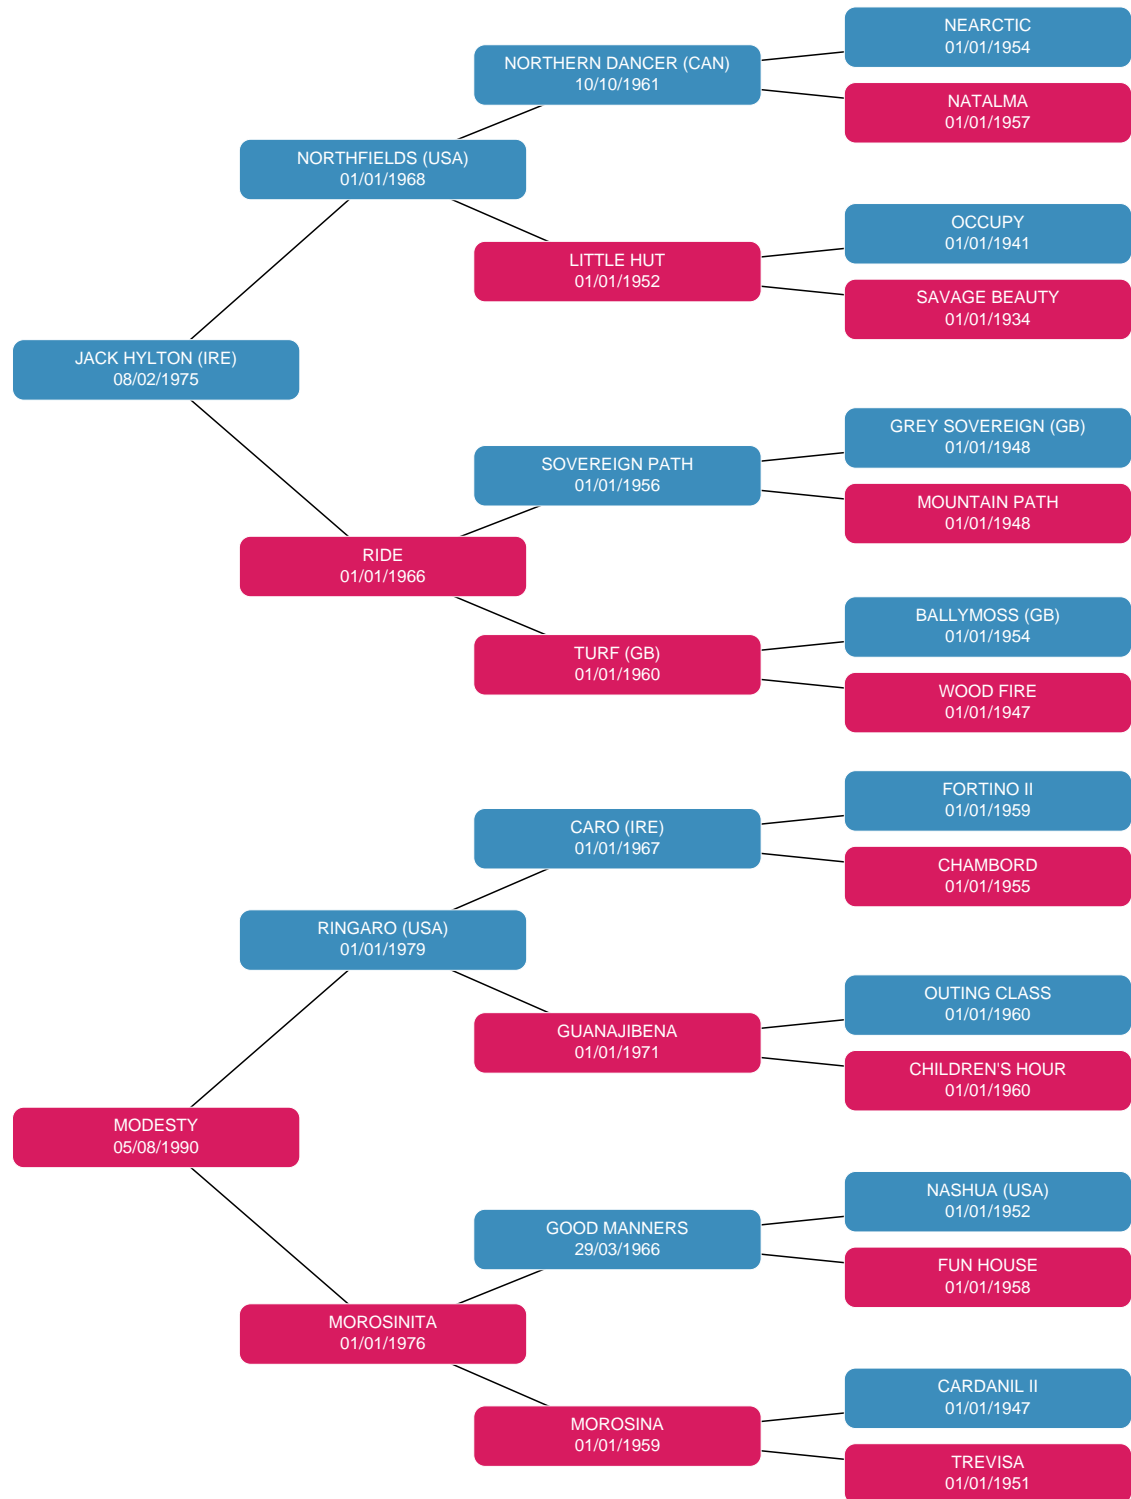 NEARCTIC
01/01/1954
NORTHERN DANCER (CAN)
10/10/1961
NATALMA
01/01/1957
NORTHFIELDS (USA)
01/01/1968
OCCUPY
01/01/1941
LITTLE HUT
01/01/1952
SAVAGE BEAUTY
01/01/1934
JACK HYLTON (IRE)
08/02/1975
GREY SOVEREIGN (GB)
01/01/1948
SOVEREIGN PATH
01/01/1956
MOUNTAIN PATH
01/01/1948
RIDE
01/01/1966
BALLYMOSS (GB)
01/01/1954
TURF (GB)
01/01/1960
WOOD FIRE
01/01/1947
FORTINO II
01/01/1959
CARO (IRE)
01/01/1967
CHAMBORD
01/01/1955
RINGARO (USA)
01/01/1979
OUTING CLASS
01/01/1960
GUANAJIBENA
01/01/1971
CHILDREN'S HOUR
01/01/1960
MODESTY
05/08/1990
NASHUA (USA)
01/01/1952
GOOD MANNERS
29/03/1966
FUN HOUSE
01/01/1958
MOROSINITA
01/01/1976
CARDANIL II
01/01/1947
MOROSINA
01/01/1959
TREVISA
01/01/1951